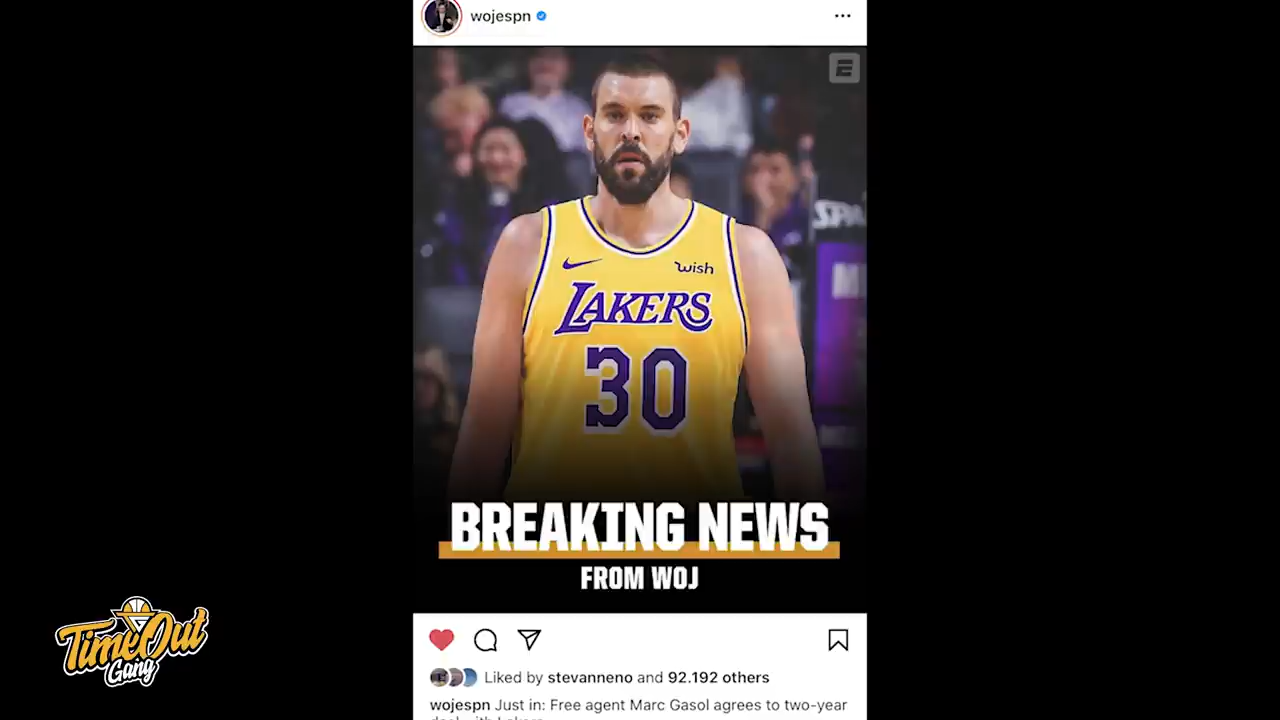 wojespn
wish
LAKERS
30
BREAKING NEWS
FROM WOJ
TimeOut
Gang
Liked by stevanneno and 92.192 others
wojespn Just in: Free agent Marc Gasol agrees to two-year